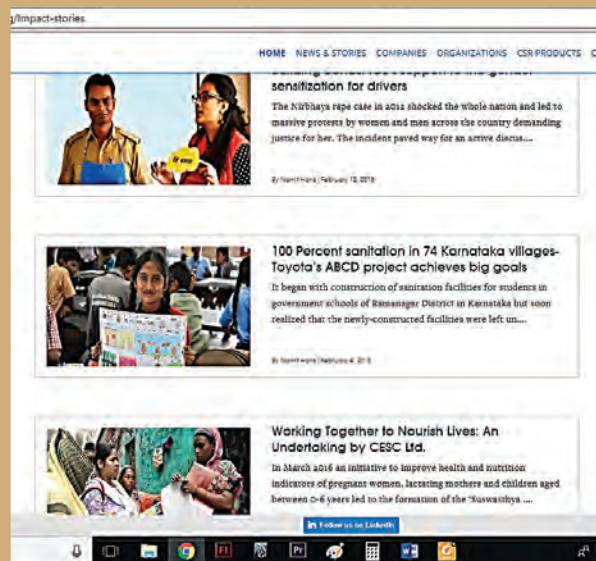 g/Impact-stories
HOME NEWS & STORIES COMPANIES ORGANIZATIONS CSR PRODUCTS C
sensitization for drivers
The Nirbhaya rape case in 2012 shocked the whole nation and led to
massive protests by women and men across the country demanding
justice for her. The incident paved way for an active discus....
100 Percent sanitation in 74 Karnataka villages-
Toyota's ABCD project achieves big goals
It began with construction of sanitation facilities for students in
government schools of Ramanagar District in Karnataka but soon
realized that the newly-constructed facilities were left un....
Working Together to Nourish Lives: An
Undertaking by CESC Ltd.
In March 2016 an initiative to improve health and nutrition
indicators of pregnant women, lactating mothers and children aged
between 0-6 years led to the formation of the "Suswasthya ....
in Follow us on LinkedIn
Fl
Pr